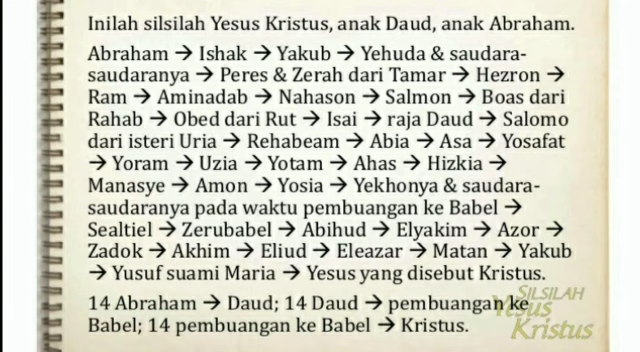 Inilah silsilah Yesus Kristus, anak Daud, anak Abraham.
Abraham → Ishak → Yakub → Yehuda & saudara-
saudaranya → Peres & Zerah dari Tamar → Hezron →
Ram → Aminadab → Nahason → Salmon → Boas dari
Rahab → Obed dari Rut → Isai → raja Daud → Salomo
dari isteri Uria → Rehabeam → Abia → Asa → Yosafat
→ Yoram → Uzia → Yotam → Ahas → Hizkia →
Manasye → Amon → Yosia → Yekhonya & saudara-
saudaranya pada waktu pembuangan ke Babel →
Sealtiel → Zerubabel → Abihud → Elyakim → Azor →
Zadok → Akhim → Eliud → Eleazar → Matan → Yakub
→ Yusuf suami Maria → Yesus yang disebut Kristus.
14 Abraham → Daud; 14 Daud → pembuangan ke
Babel; 14 pembuangan ke Babel → Kristus.
SILSILAH
Yesus
Kristus